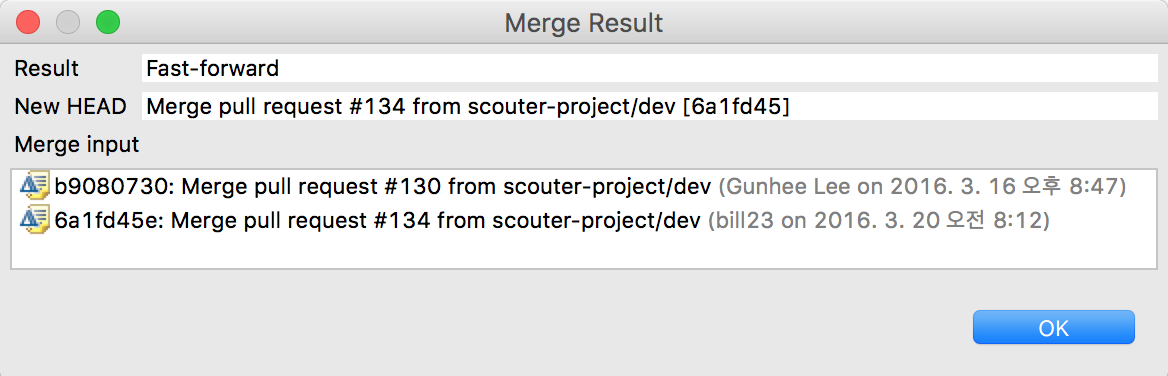 Merge Result
Result Fast-forward
New HEAD Merge pull request #134 from scouter-project/dev [6a1fd45]
Merge input
b9080730: Merge pull request #130 from scouter-project/dev (Gunhee Lee on 2016. 3. 16 오후 8:47)
6a1fd45e: Merge pull request #134 from scouter-project/dev (bill23 on 2016. 3. 20 오전 8:12)
OK